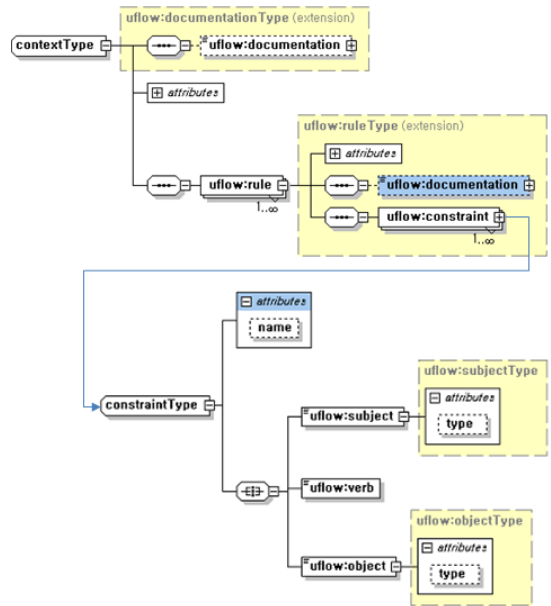 uflow:documentationType (extension)
contextType
uflow:documentation
attributes
uflow:ruleType (extension)
attributes
uflow:rule
1..∞
uflow:documentation
uflow:constraint
1..∞
attributes
name
constraintType
uflow:subjectType
attributes
uflow:subject
type
uflow:verb
uflow:objectType
attributes
uflow:object
type